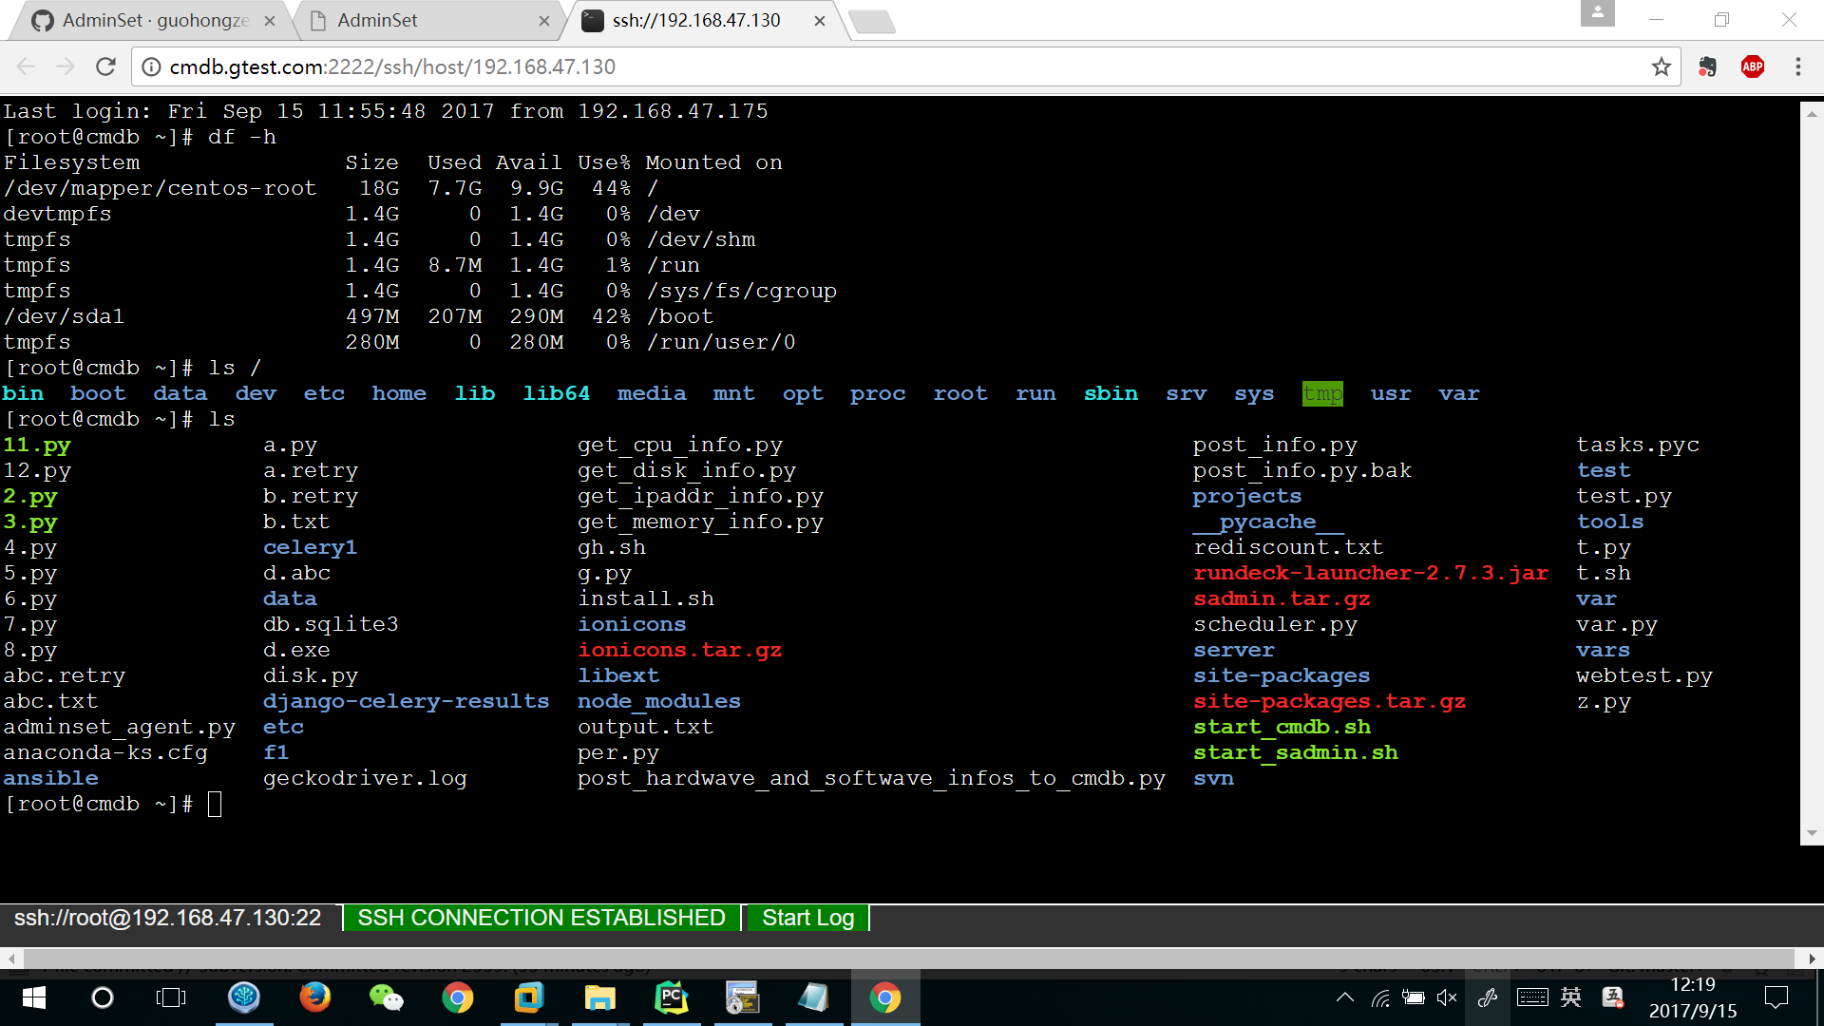 AdminSet · guohongze
AdminSet
ssh://192.168.47.130
cmdb.gtest.com:2222/ssh/host/192.168.47.130
ABP
Last login: Fri Sep 15 11:55:48 2017 from 192.168.47.175
[root@cmdb ~]# df -h
Filesystem Size Used Avail Use% Mounted on
/dev/mapper/centos-root 18G 7.7G 9.9G 44% /
devtmpfs 1.4G 0 1.4G 0% /dev
tmpfs 1.4G 0 1.4G 0% /dev/shm
tmpfs 1.4G 8.7M 1.4G 1% /run
tmpfs 1.4G 0 1.4G 0% /sys/fs/cgroup
/dev/sda1 497M 207M 290M 42% /boot
tmpfs 280M 0 280M 0% /run/user/0
[root@cmdb ~]# ls /
bin boot data dev etc home lib lib64 media mnt opt proc root run sbin srv sys tmp usr var
[root@cmdb ~]# ls
11.py a.py get_cpu_info.py post_info.py tasks.pyc
12.py a.retry get_disk_info.py post_info.py.bak test
2.py b.retry get_ipaddr_info.py projects test.py
3.py b.txt get_memory_info.py __pycache__ tools
4.py celery1 gh.sh rediscount.txt t.py
5.py d.abc g.py rundeck-launcher-2.7.3.jar t.sh
6.py data install.sh sadmin.tar.gz var
7.py db.sqlite3 ionicons scheduler.py var.py
8.py d.exe ionicons.tar.gz server vars
abc.retry disk.py libext site-packages webtest.py
abc.txt django-celery-results node_modules site-packages.tar.gz z.py
adminset_agent.py etc output.txt start_cmdb.sh
anaconda-ks.cfg f1 per.py start_sadmin.sh
ansible geckodriver.log post_hardwave_and_softwave_infos_to_cmdb.py svn
[root@cmdb ~]#
ssh://root@192.168.47.130:22 SSH CONNECTION ESTABLISHED Start Log
PC
英
12:19
2017/9/15